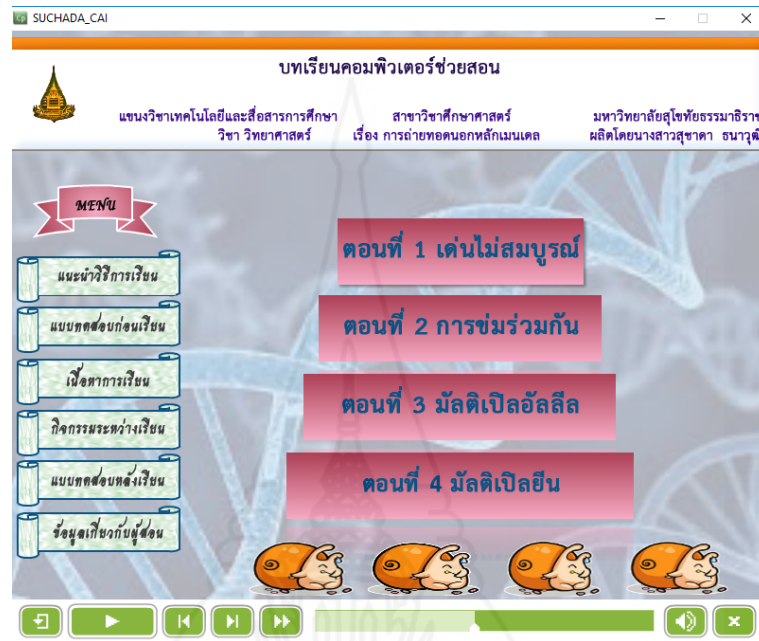 SUCHADA_CAI
บทเรียนคอมพิวเตอร์ช่วยสอน
แขนงวิชาเทคโนโลยีและสื่อสารการศึกษา สาขาวิชาศึกษาศาสตร์ มหาวิทยาลัยสุโขทัยธรรมาธิราช
วิชา วิทยาศาสตร์ เรื่อง การถ่ายทอดนอกหลักเมนเดล ผลิตโดยนางสาวสุชาดา
MENU
แนะนำวิธีการเรียน
แบบทดสอบก่อนเรียน
เนื้อหาการเรียน
กิจกรรมระหว่างเรียน
แบบทดสอบหลังเรียน
ข้อมูลเกี่ยวกับผู้สอน
ตอนที่ 1 เด่นไม่สมบูรณ์
ตอนที่ 2 การข่มร่วมกัน
ตอนที่ 3 มัลติเปิลอัลลีล
ตอนที่ 4 มัลติเปิลยีน